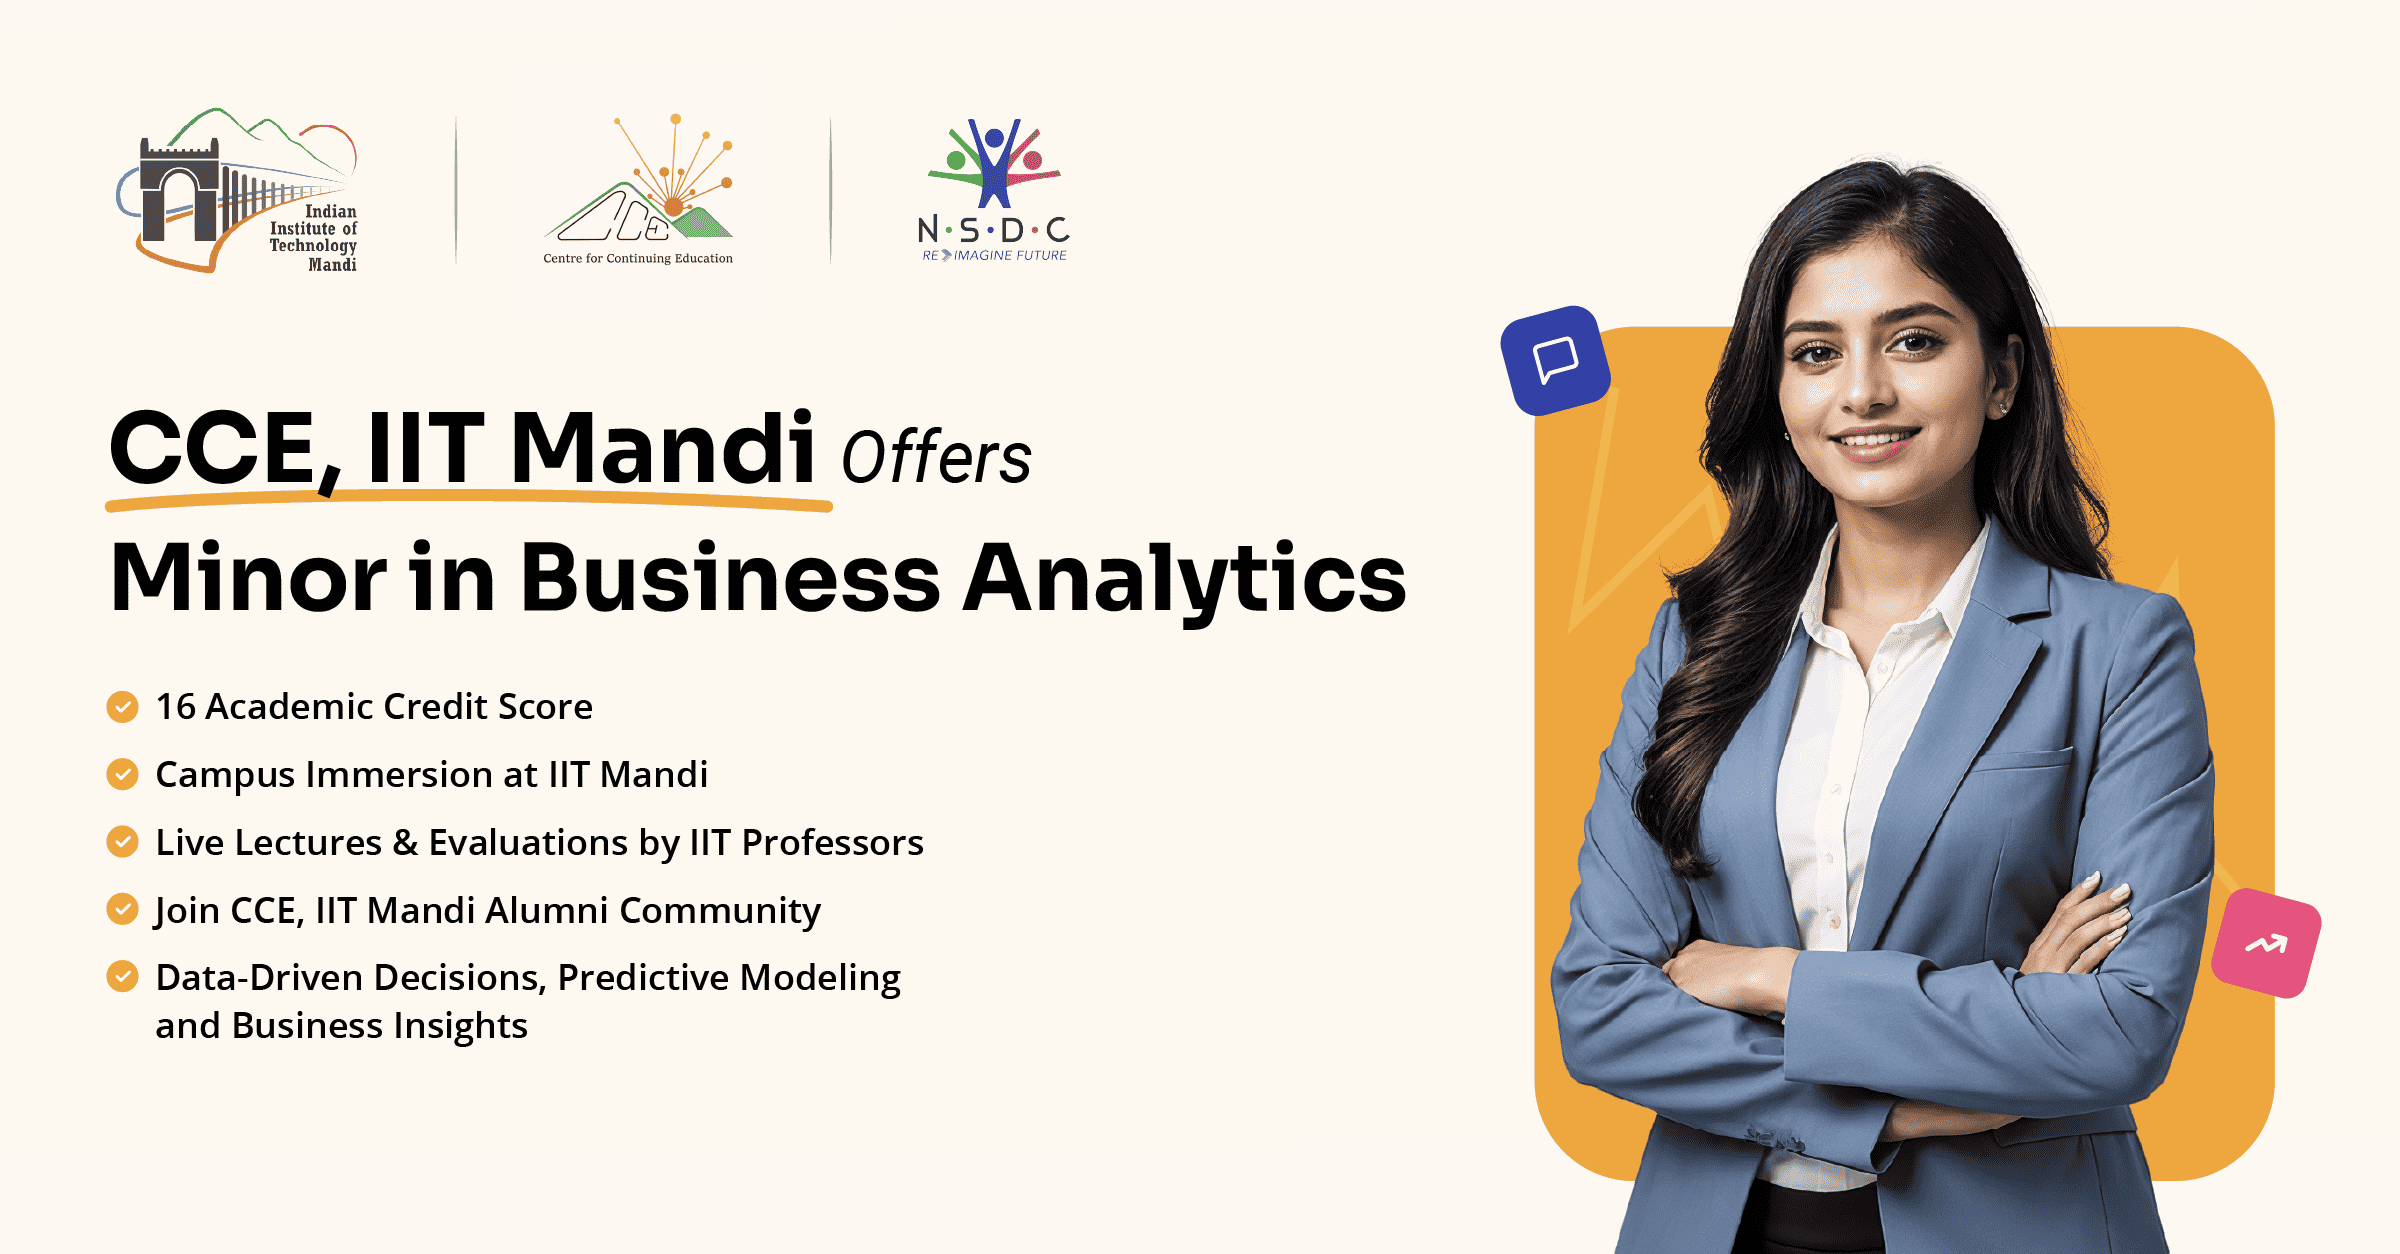 Indian
Institute of
Technology
Mandi
CCE
Centre for Continuing Education
N·S·D·C
RE IMAGINE FUTURE
CCE, IIT Mandi Offers
Minor in Business Analytics
16 Academic Credit Score
Campus Immersion at IIT Mandi
Live Lectures & Evaluations by IIT Professors
Join CCE, IIT Mandi Alumni Community
Data-Driven Decisions, Predictive Modeling
and Business Insights